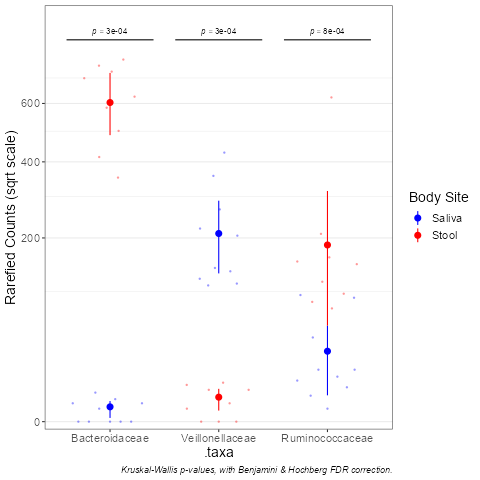 p = 3e-04 p = 3e-04 p = 8e-04
600
400
200
0
Rarefied Counts (sqrt scale)
Bacteroidaceae Veillonellaceae Ruminococcaceae
.taxa
Kruskal-Wallis p-values, with Benjamini & Hochberg FDR correction.
Body Site
Saliva
Stool